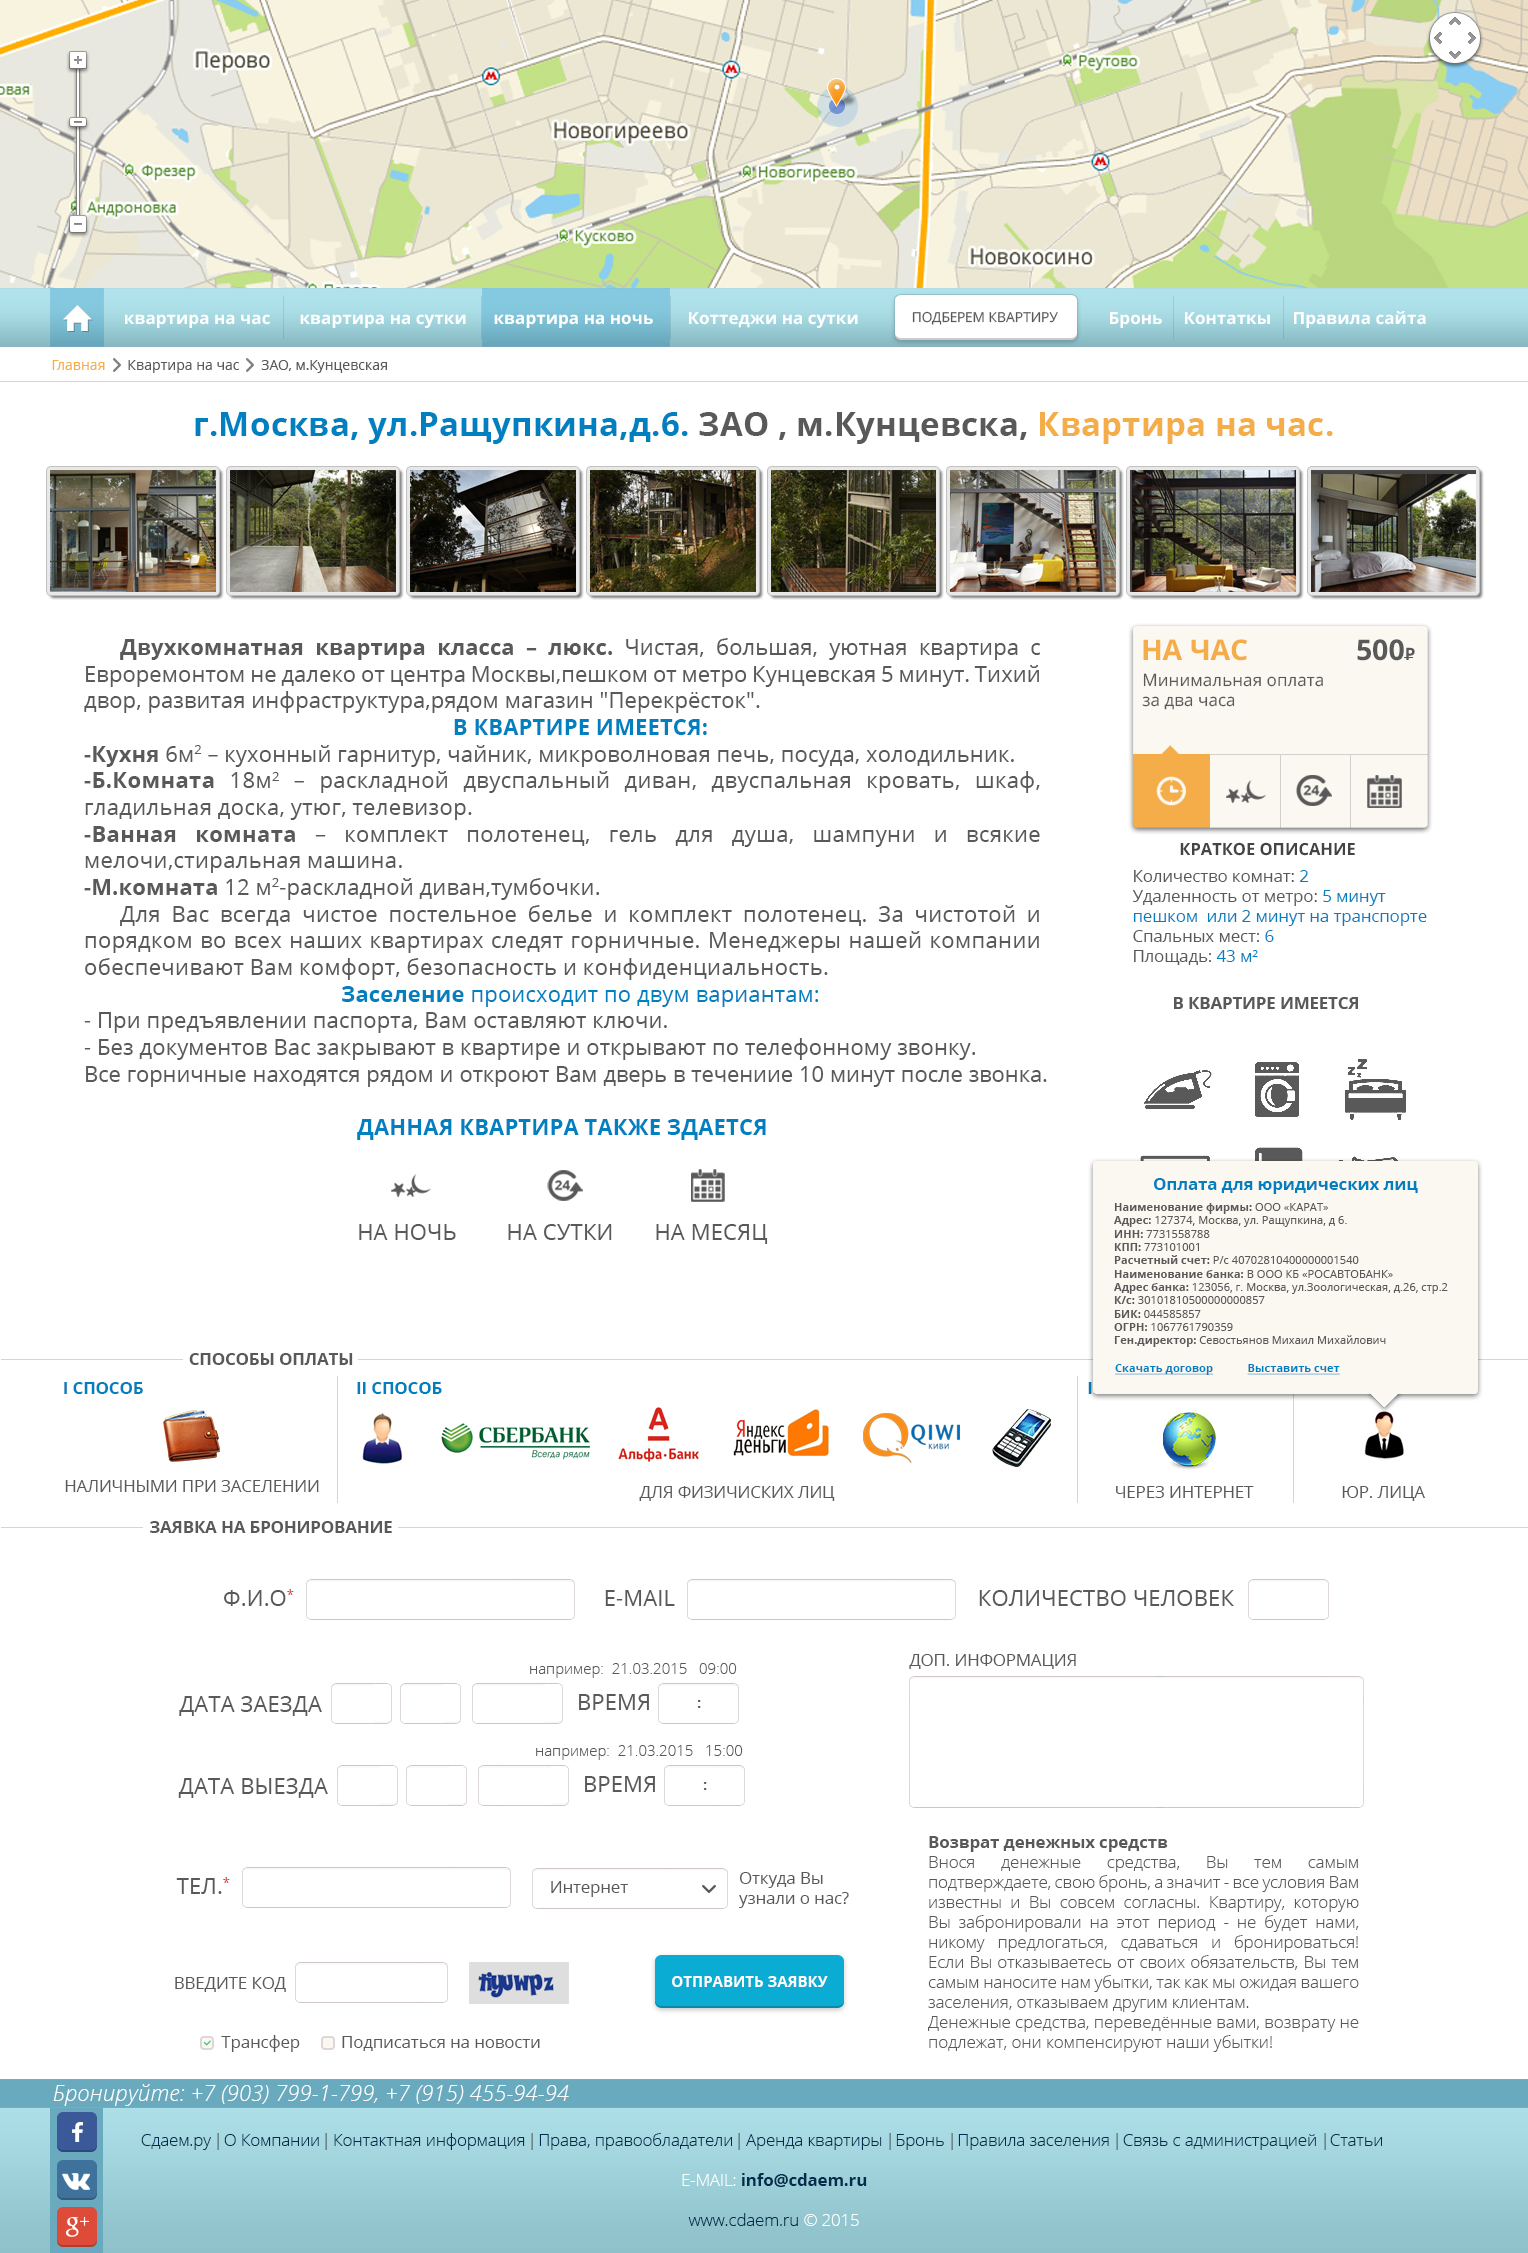 Перово
Реутово
овая
Новогиреево
Фрезер
Новогиреево
Андроновка
Кусково
Новокосино
Перово
квартира на час
квартира на сутки
квартира на ночь
Коттеджи на сутки
ПОДБЕРЕМ КВАРТИРУ
Бронь
Контаткы
Правила сайта
Главная
Квартира на час
ЗАО, м.Кунцевская
г.Москва, ул.Ращупкина,д.6. ЗАО , м.Кунцевска, Квартира на час.
Двухкомнатная квартира класса – люкс. Чистая, большая, уютная квартира с
Евроремонтом не далеко от центра Москвы,пешком от метро Кунцевская 5 минут. Тихий
двор, развитая инфраструктура,рядом магазин "Перекрёсток".
В КВАРТИРЕ ИМЕЕТСЯ:
-Кухня 6м² – кухонный гарнитур, чайник, микроволновая печь, посуда, холодильник.
-Б.Комната 18м² – раскладной двуспальный диван, двуспальная кровать, шкаф,
гладильная доска, утюг, телевизор.
-Ванная комната – комплект полотенец, гель для душа, шампуни и всякие
мелочи,стиральная машина.
-М.комната 12 м²-раскладной диван,тумбочки.
Для Вас всегда чистое постельное белье и комплект полотенец. За чистотой и
порядком во всех наших квартирах следят горничные. Менеджеры нашей компании
обеспечивают Вам комфорт, безопасность и конфиденциальность.
Заселение происходит по двум вариантам:
- При предъявлении паспорта, Вам оставляют ключи.
- Без документов Вас закрывают в квартире и открывают по телефонному звонку.
Все горничные находятся рядом и откроют Вам дверь в течениие 10 минут после звонка.
ДАННАЯ КВАРТИРА ТАКЖЕ ЗДАЕТСЯ
24
НА НОЧЬ
НА СУТКИ
НА МЕСЯЦ
НА ЧАС
500₽
Минимальная оплата
за два часа
24
КРАТКОЕ ОПИСАНИЕ
Количество комнат: 2
Удаленность от метро: 5 минут
пешком или 2 минут на транспорте
Спальных мест: 6
Площадь: 43 м²
В КВАРТИРЕ ИМЕЕТСЯ
zzz
Оплата для юридических лиц
Наименование фирмы: ООО «КАРАТ»
Адрес: 127374, Москва, ул. Ращупкина, д 6.
ИНН: 7731558788
КПП: 773101001
Расчетный счет: Р/с 40702810400000001540
Наименование банка: В ООО КБ «РОСАВТОБАНК»
Адрес банка: 123056, г. Москва, ул.Зоологическая, д.26, стр.2
К/с: 30101810500000000857
БИК: 044585857
ОГРН: 1067761790359
Ген.директор: Севостьянов Михаил Михайлович
Скачать договор
Выставить счет
СПОСОБЫ ОПЛАТЫ
I СПОСОБ
НАЛИЧНЫМИ ПРИ ЗАСЕЛЕНИИ
II СПОСОБ
СБЕРБАНК
Всегда рядом
А
Альфа·Банк
Яндекс
деньги
QIWI
КИВИ
ДЛЯ ФИЗИЧИСКИХ ЛИЦ
ЧЕРЕЗ ИНТЕРНЕТ
ЮР. ЛИЦА
ЗАЯВКА НА БРОНИРОВАНИЕ
Ф.И.О*
E-MAIL
КОЛИЧЕСТВО ЧЕЛОВЕК
например: 21.03.2015 09:00
ДАТА ЗАЕЗДА
ВРЕМЯ
:
например: 21.03.2015 15:00
ДАТА ВЫЕЗДА
ВРЕМЯ
:
ДОП. ИНФОРМАЦИЯ
ТЕЛ.*
Интернет
Откуда Вы
узнали о нас?
ВВЕДИТЕ КОД
ОТПРАВИТЬ ЗАЯВКУ
Трансфер
Подписаться на новости
Возврат денежных средств
Внося денежные средства, Вы тем самым
подтверждаете, свою бронь, а значит - все условия Вам
известны и Вы совсем согласны. Квартиру, которую
Вы забронировали на этот период - не будет нами,
никому предлогаться, сдаваться и бронироваться!
Если Вы отказываетесь от своих обязательств, Вы тем
самым наносите нам убытки, так как мы ожидая вашего
заселения, отказываем другим клиентам.
Денежные средства, переведённые вами, возврату не
подлежат, они компенсируют наши убытки!
Бронируйте: +7 (903) 799-1-799, +7 (915) 455-94-94
f
g+
Сдаем.ру | О Компании | Контактная информация | Права, правообладатели | Аренда квартиры | Бронь | Правила заселения | Связь с администрацией | Статьи
E-MAIL: info@cdaem.ru
www.cdaem.ru © 2015